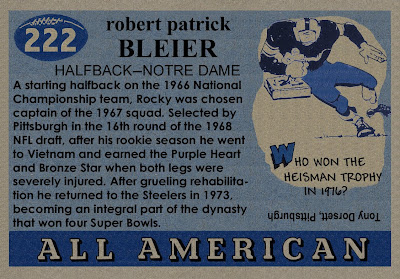 222
robert patrick
BLEIER
HALFBACK–NOTRE DAME
A starting halfback on the 1966 National
Championship team, Rocky was chosen
captain of the 1967 squad. Selected by
Pittsburgh in the 16th round of the 1968
NFL draft, after his rookie season he went
to Vietnam and earned the Purple Heart
and Bronze Star when both legs were
severely injured. After grueling rehabilita-
tion he returned to the Steelers in 1973,
becoming an integral part of the dynasty
that won four Super Bowls.
WHO WON THE
HEISMAN TROPHY
IN 1976?
Tony Dorsett, Pittsburgh
ALL AMERICAN